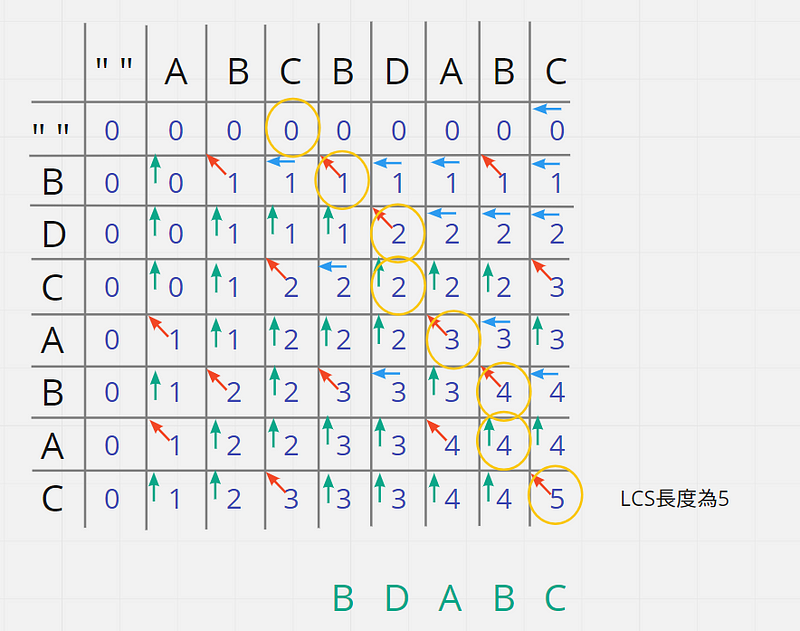 " " A B C B D A B C
" " 0 0 0 0 0 0 0 0 0
B 0 0 1 1 1 1 1 1 1
D 0 0 1 1 1 2 2 2 2
C 0 0 1 2 2 2 2 2 3
A 0 1 1 2 2 2 3 3 3
B 0 1 2 2 3 3 3 4 4
A 0 1 2 2 3 3 4 4 4
C 0 1 2 3 3 3 4 4 5 LCS長度為5
B D A B C